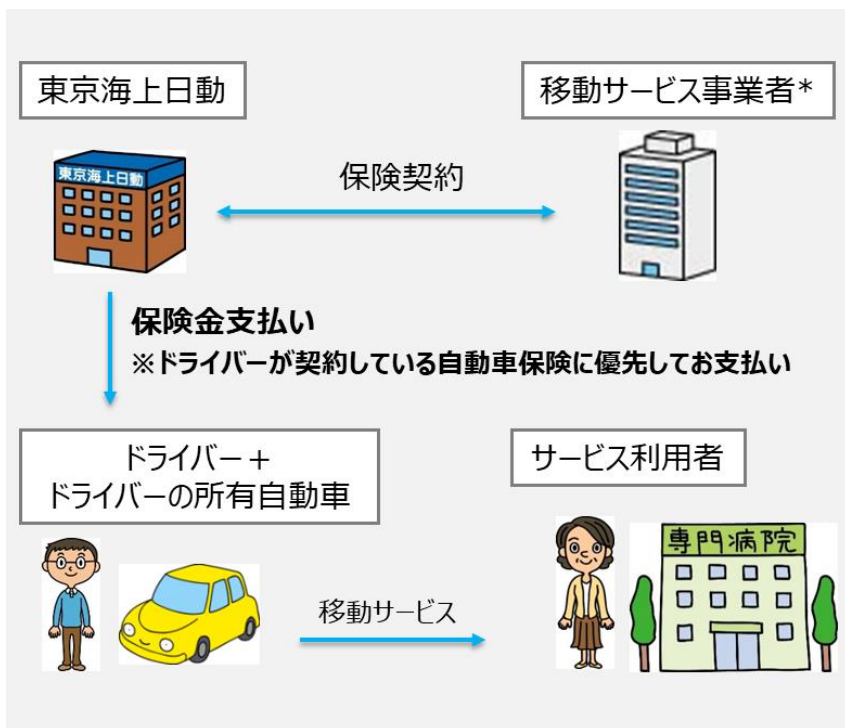 東京海上日動
移動サービス事業者*
東京海上日動
保険契約
保険金支払い
※ドライバーが契約している自動車保険に優先してお支払い
ドライバー＋
ドライバーの所有自動車
サービス利用者
専門病院
移動サービス